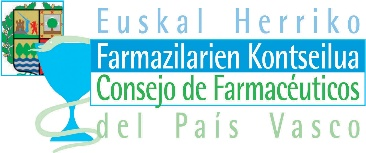 Euskal Herriko
Farmazilarien Kontseilua
Consejo de Farmacéuticos
del País Vasco